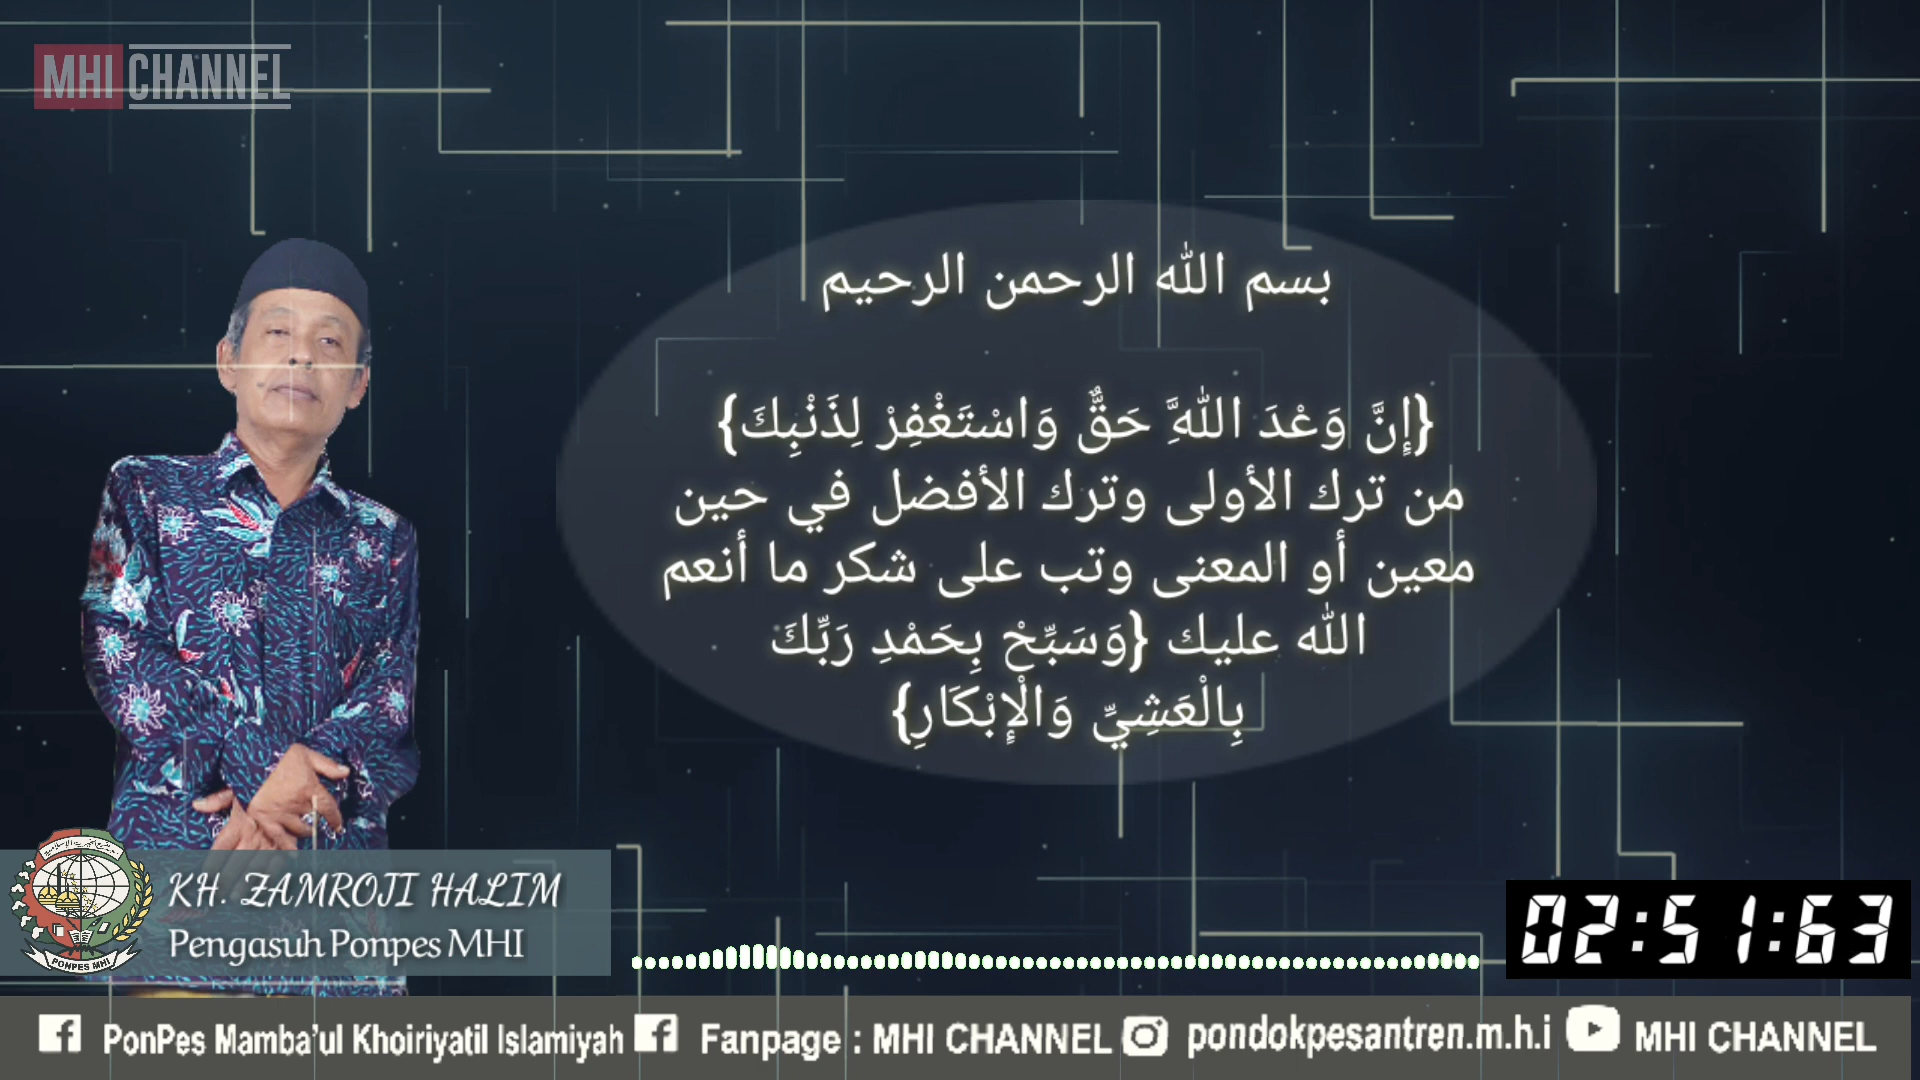 MHI CHANNEL
بسم الله الرحمن الرحيم
{إِنَّ وَعْدَ اللَّهِ حَقٌّ وَاسْتَغْفِرْ لِذَنْبِكَ}
من ترك الأولى وترك الأفضل في حين
معين أو المعنى وتب على شكر ما أنعم
الله عليك {وَسَبِّحْ بِحَمْدِ رَبِّكَ
بِالْعَشِيِّ وَالْإِبْكَارِ}
KH. ZAMROJI HALIM
Pengasuh Ponpes MHI
PONPES MHI
02:51:63
PonPes Mamba'ul Khoiriyatil Islamiyah Fanpage : MHI CHANNEL pondokpesantren.m.h.i MHI CHANNEL